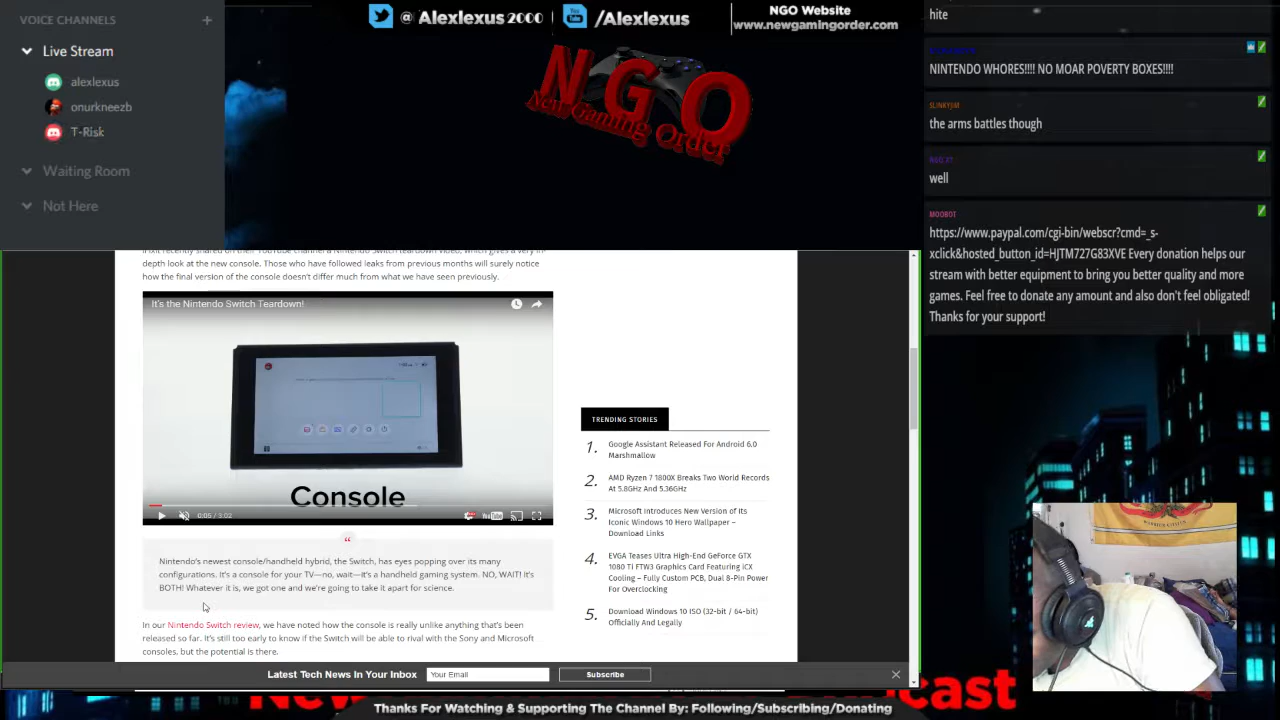 VOICE CHANNELS +
Live Stream
alexlexus
onurkneezb
T-Risk
Waiting Room
Not Here
@ Alexlexus 2000
/Alexlexus
NGO Website
www.newgamingorder.com
NGO
New Gaming Order
hite
NINTENDO WHORES!!!! NO MOAR POVERTY BOXES!!!!
SLINKYJ68
the arms battles though
well
MOOBOT
https://www.paypal.com/cgi-bin/webscr?cmd=_s-
xclick&hosted_button_id=HJTM727G83XVE Every donation helps our
stream with better equipment to bring you better quality and more
games. Feel free to donate any amount and also don't feel obligated!
Thanks for your support!
depth look at the new console. Those who have followed leaks from previous months will surely notice
how the final version of the console doesn't differ much from what we have seen previously.
It's the Nintendo Switch Teardown!
Console
0:05 / 3:02
YouTube
“
Nintendo's newest console/handheld hybrid, the Switch, has eyes popping over its many
configurations. It's a console for your TV—no, wait—it's a handheld gaming system. NO, WAIT! It's
BOTH! Whatever it is, we got one and we're going to take it apart for science.
In our Nintendo Switch review, we have noted how the console is really unlike anything that's been
released so far. It's still too early to know if the Switch will be able to rival with the Sony and Microsoft
consoles, but the potential is there.
TRENDING STORIES
1. Google Assistant Released For Android 6.0
Marshmallow
2. AMD Ryzen 7 1800X Breaks Two World Records
At 5.8GHz And 5.36GHz
3. Microsoft Introduces New Version of Its
Iconic Windows 10 Hero Wallpaper –
Download Links
4. EVGA Teases Ultra High-End GeForce GTX
1080 Ti FTW3 Graphics Card Featuring iCX
Cooling – Fully Custom PCB, Dual 8-Pin Power
For Overclocking
5. Download Windows 10 ISO (32-bit / 64-bit)
Officially And Legally
Latest Tech News In Your Inbox
Your Email
Subscribe
Thanks For Watching & Supporting The Channel By: Following/Subscribing/Donating